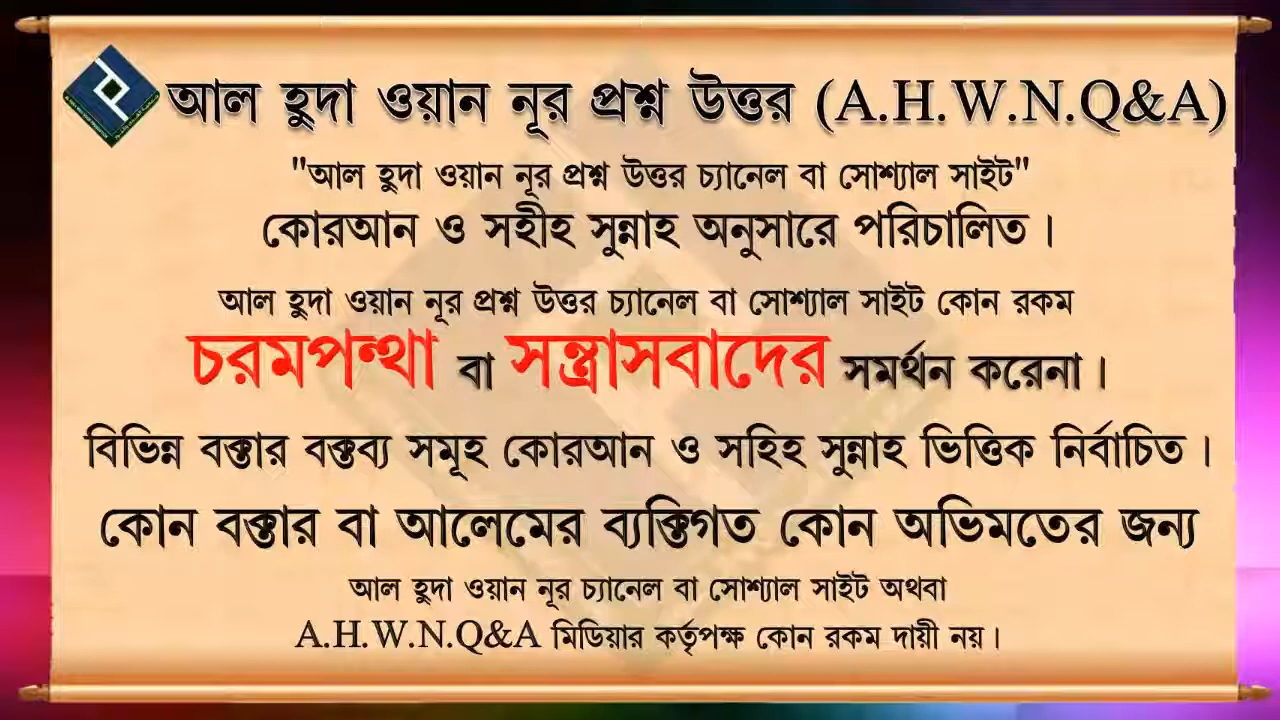 আল হুদা ওয়ান নূর প্রশ্ন উত্তর (A.H.W.N.Q&A)
"আল হুদা ওয়ান নূর প্রশ্ন উত্তর চ্যানেল বা সোশ্যাল সাইট"
কোরআন ও সহীহ সুন্নাহ অনুসারে পরিচালিত।
আল হুদা ওয়ান নূর প্রশ্ন উত্তর চ্যানেল বা সোশ্যাল সাইট কোন রকম
চরমপন্থা বা সন্ত্রাসবাদের সমর্থন করেনা।
বিভিন্ন বক্তার বক্তব্য সমূহ কোরআন ও সহিহ সুন্নাহ ভিত্তিক নির্বাচিত।
কোন বক্তার বা আলেমের ব্যক্তিগত কোন অভিমতের জন্য
আল হুদা ওয়ান নূর চ্যানেল বা সোশ্যাল সাইট অথবা
A.H.W.N.Q&A মিডিয়ার কর্তৃপক্ষ কোন রকম দায়ী নয়।